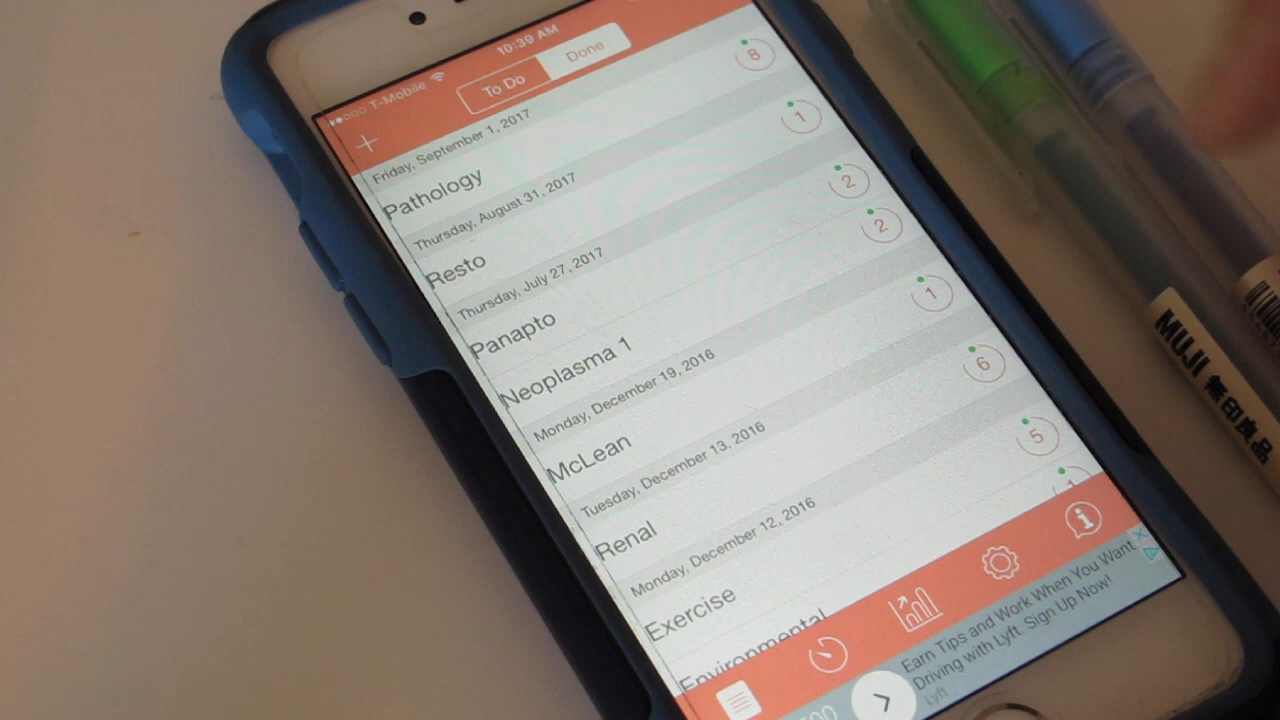 T-Mobile
10:39 AM
To Do
Done
Friday, September 1, 2017
Pathology
8
Thursday, August 31, 2017
Resto
1
Thursday, July 27, 2017
Panapto
2
Neoplasma 1
2
Monday, December 19, 2016
McLean
1
Tuesday, December 13, 2016
Renal
6
Monday, December 12, 2016
Exercise
5
Environmental
1
Earn Tips and Work When You Want
Driving with Lyft. Sign Up Now!
Lyft
MUJI 無印良品